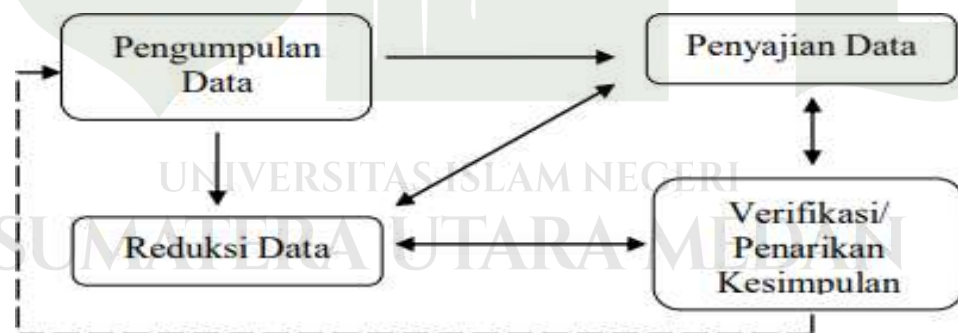 Pengumpulan
Data
Penyajian Data
UNIVERSITAS ISLAM NEGERI
SUMATERA UTARA MEDAN
Reduksi Data
Verifikasi/
Penarikan
Kesimpulan